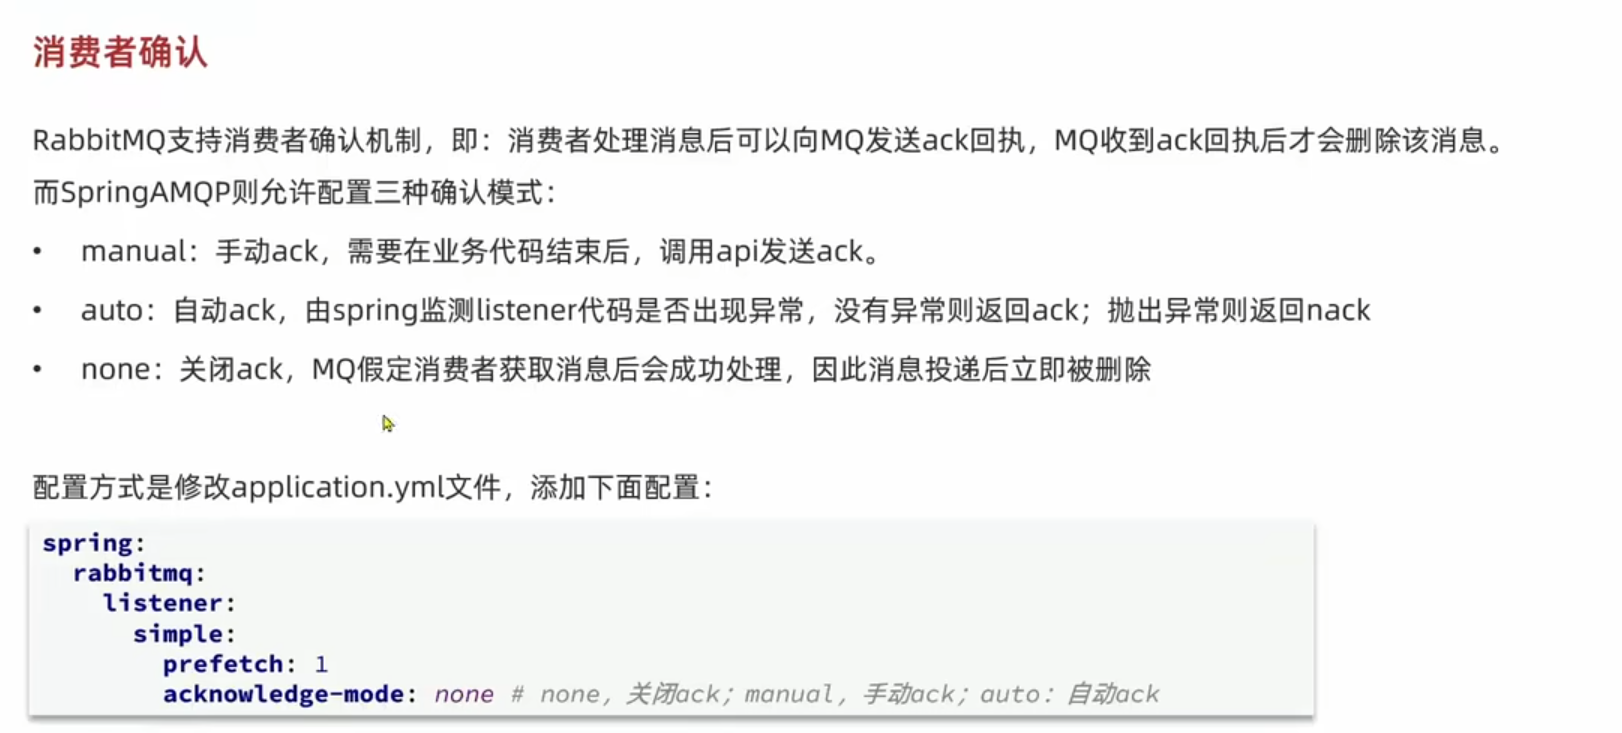 消费者确认
RabbitMQ支持消费者确认机制，即：消费者处理消息后可以向MQ发送ack回执，MQ收到ack回执后才会删除该消息。
而SpringAMQP则允许配置三种确认模式：
• manual：手动ack，需要在业务代码结束后，调用api发送ack。
• auto：自动ack，由spring监测listener代码是否出现异常，没有异常则返回ack；抛出异常则返回nack
• none：关闭ack，MQ假定消费者获取消息后会成功处理，因此消息投递后立即被删除
配置方式是修改application.yml文件，添加下面配置：
spring:
  rabbitmq:
    listener:
      simple:
        prefetch: 1
        acknowledge-mode: none # none，关闭ack；manual，手动ack；auto：自动ack